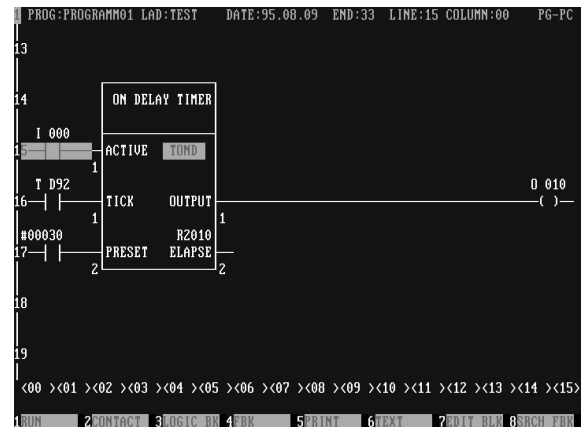 1 PROG:PROGRAMM01 LAD:TEST DATE:95.08.09 END:33 LINE:15 COLUMN:00 PG-PC
13
14 ON DELAY TIMER
I 000
15 ACTIVE TOND
1
T D92 O 010
16 TICK OUTPUT ( )
1 1
#00030 R2010
17 PRESET ELAPSE
2 2
18
19
<00 ><01 ><02 ><03 ><04 ><05 ><06 ><07 ><08 ><09 ><10 ><11 ><12 ><13 ><14 ><15>
1RUN 2CONTACT 3LOGIC BK 4FBK 5PRINT 6TEXT 7EDIT BLK 8SRCH FBK